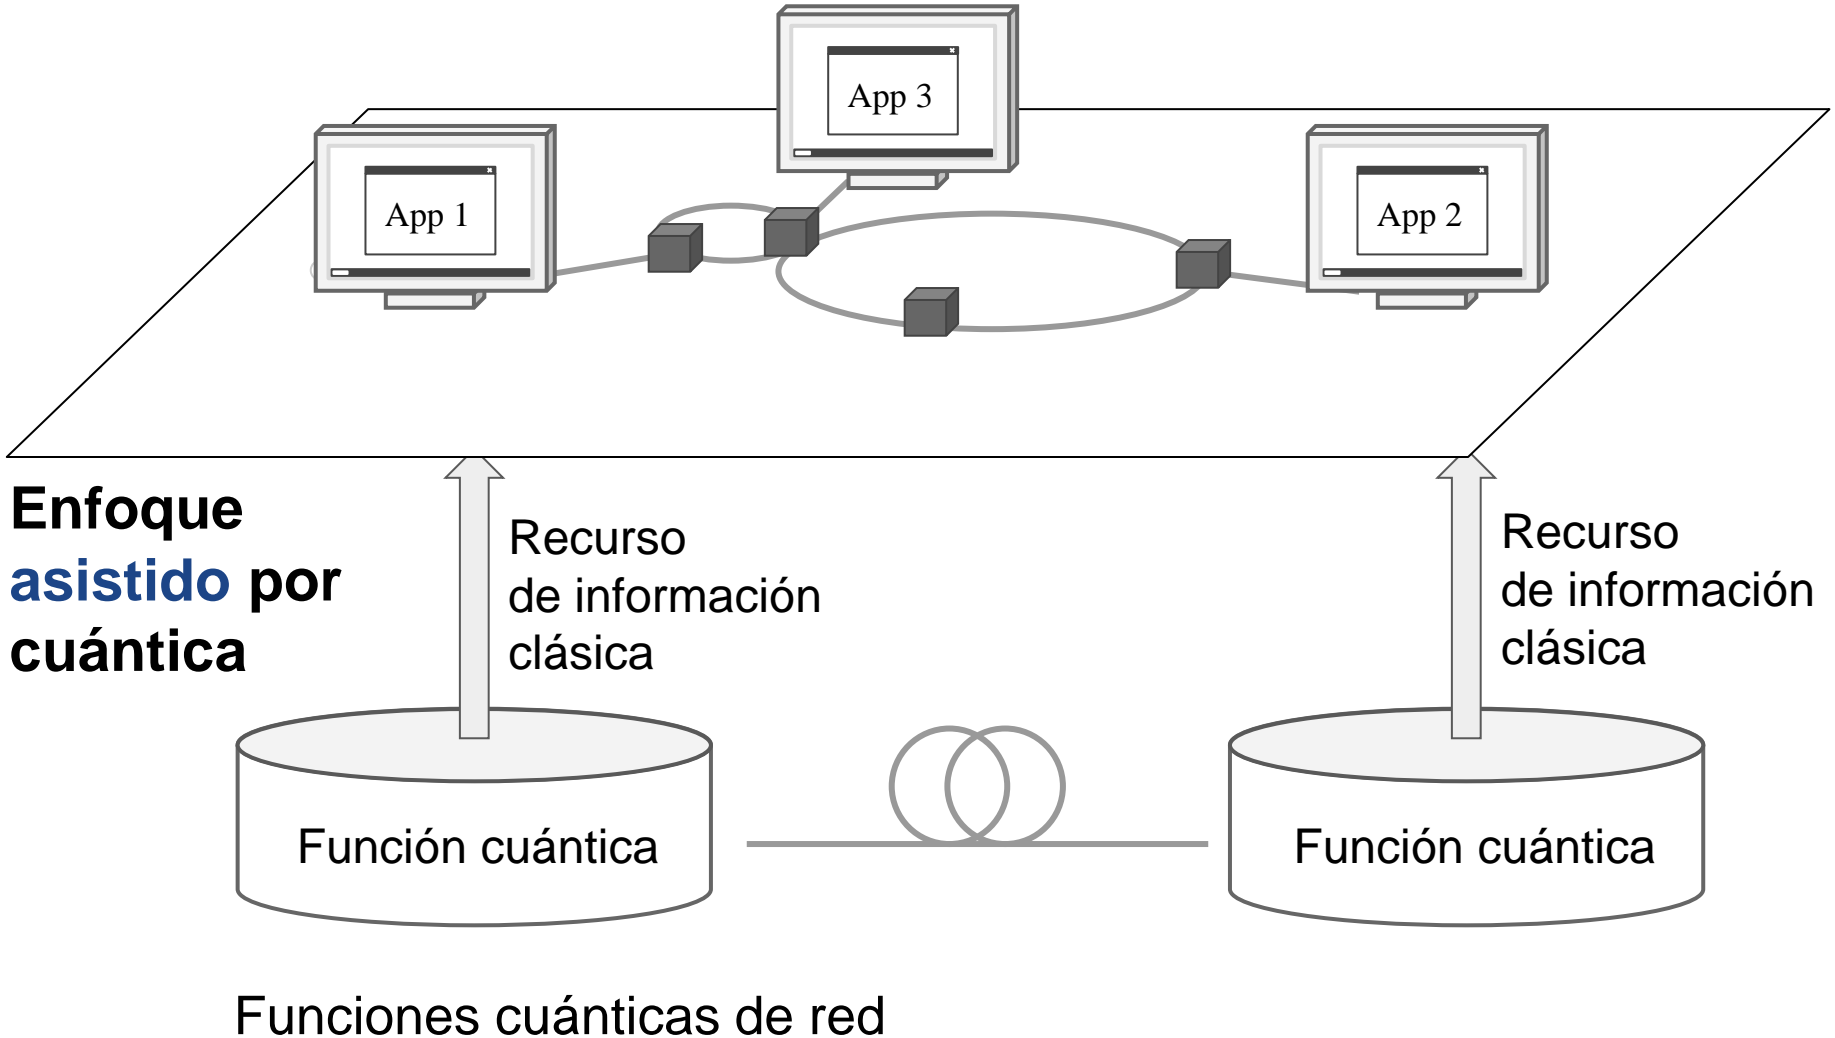 App 3
App 1
App 2
Enfoque
asistido por
cuántica
Recurso
de información
clásica
Recurso
de información
clásica
Función cuántica
Función cuántica
Funciones cuánticas de red